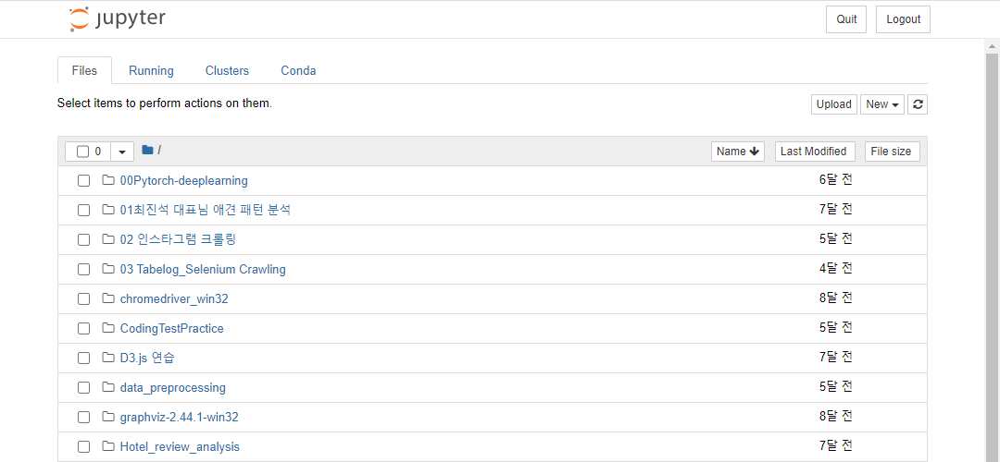 jupyter
Quit Logout
Files Running Clusters Conda
Select items to perform actions on them.
Upload New
0 / Name Last Modified File size
00Pytorch-deeplearning 6달 전
01최진석 대표님 애견 패턴 분석 7달 전
02 인스타그램 크롤링 5달 전
03 Tabelog_Selenium Crawling 4달 전
chromedriver_win32 8달 전
CodingTestPractice 5달 전
D3.js 연습 7달 전
data_preprocessing 5달 전
graphviz-2.44.1-win32 8달 전
Hotel_review_analysis 7달 전